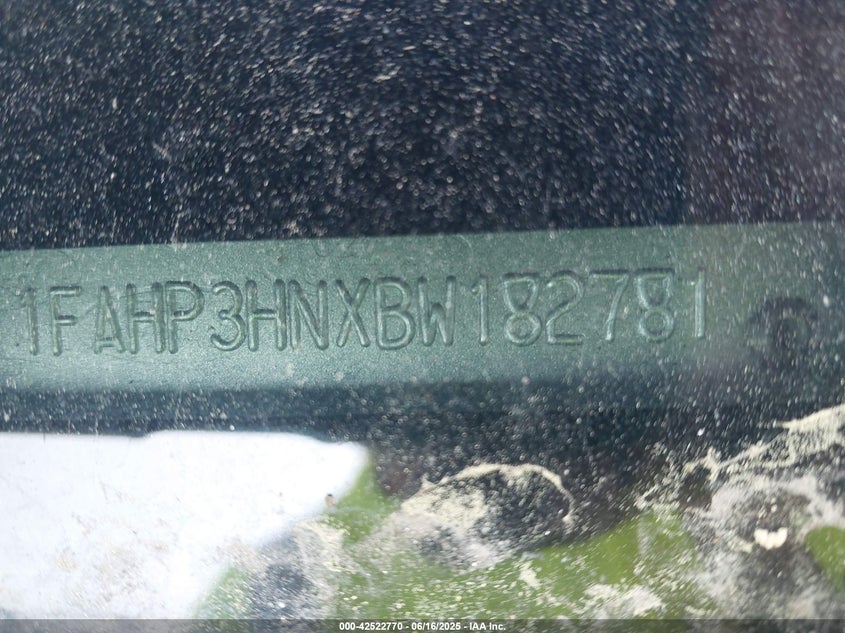 1FAHP3HNXBW182781
000-42522770 - 06/16/2025 - IAA Inc.